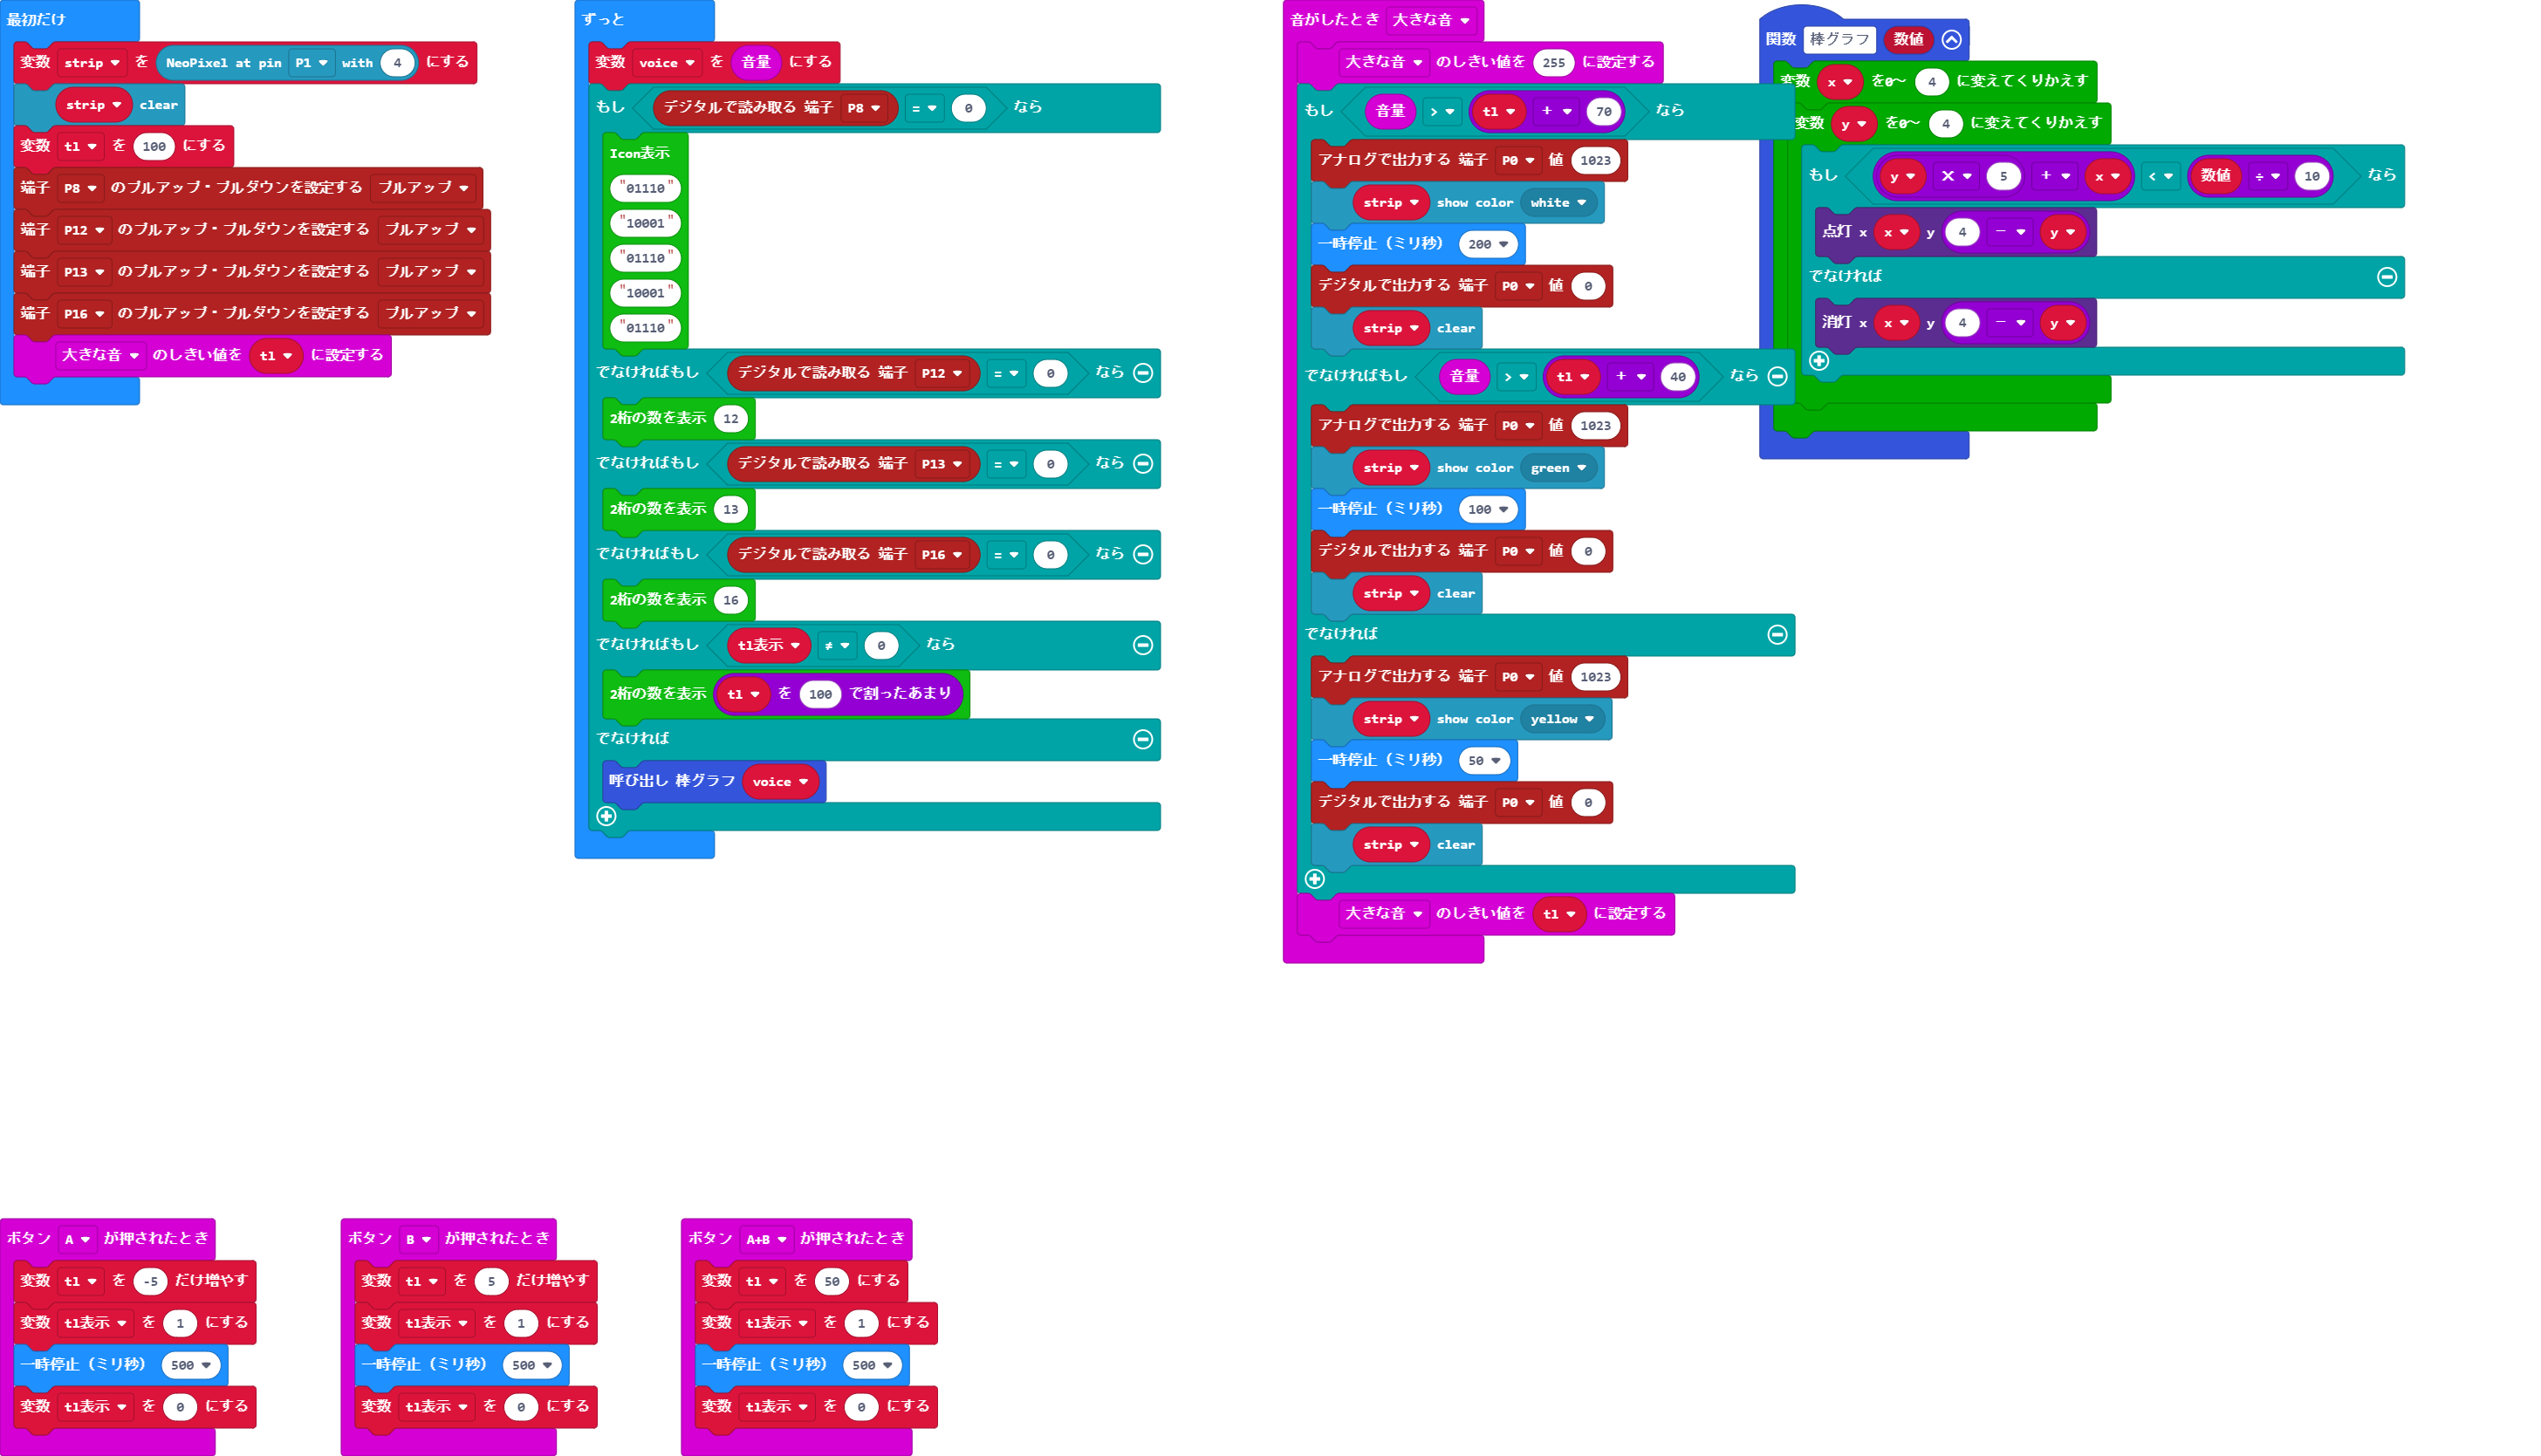 最初だけ
変数 strip を NeoPixel at pin P1 with 4 にする
strip clear
変数 t1 を 100 にする
端子 P8 のプルアップ・プルダウンを設定する プルアップ
端子 P12 のプルアップ・プルダウンを設定する プルアップ
端子 P13 のプルアップ・プルダウンを設定する プルアップ
端子 P16 のプルアップ・プルダウンを設定する プルアップ
大きな音 のしきい値を t1 に設定する
ずっと
変数 voice を 音量 にする
もし デジタルで読み取る 端子 P8 = 0 なら
Icon表示
"01110"
"10001"
"01110"
"10001"
"01110"
でなければもし デジタルで読み取る 端子 P12 = 0 なら
2桁の数を表示 12
でなければもし デジタルで読み取る 端子 P13 = 0 なら
2桁の数を表示 13
でなければもし デジタルで読み取る 端子 P16 = 0 なら
2桁の数を表示 16
でなければもし t1表示 ≠ 0 なら
2桁の数を表示 t1 を 100 で割ったあまり
でなければ
呼び出し 棒グラフ voice
音がしたとき 大きな音
大きな音 のしきい値を 255 に設定する
もし 音量 > t1 + 70 なら
アナログで出力する 端子 P0 値 1023
strip show color white
一時停止（ミリ秒） 200
デジタルで出力する 端子 P0 値 0
strip clear
でなければもし 音量 > t1 + 40 なら
アナログで出力する 端子 P0 値 1023
strip show color green
一時停止（ミリ秒） 100
デジタルで出力する 端子 P0 値 0
strip clear
でなければ
アナログで出力する 端子 P0 値 1023
strip show color yellow
一時停止（ミリ秒） 50
デジタルで出力する 端子 P0 値 0
strip clear
大きな音 のしきい値を t1 に設定する
関数 棒グラフ 数値
変数 x を0～ 4 に変えてくりかえす
変数 y を0～ 4 に変えてくりかえす
もし y × 5 + x < 数値 ÷ 10 なら
点灯 x x y 4 - y
でなければ
消灯 x x y 4 - y
ボタン A が押されたとき
変数 t1 を -5 だけ増やす
変数 t1表示 を 1 にする
一時停止（ミリ秒） 500
変数 t1表示 を 0 にする
ボタン B が押されたとき
変数 t1 を 5 だけ増やす
変数 t1表示 を 1 にする
一時停止（ミリ秒） 500
変数 t1表示 を 0 にする
ボタン A+B が押されたとき
変数 t1 を 50 にする
変数 t1表示 を 1 にする
一時停止（ミリ秒） 500
変数 t1表示 を 0 にする